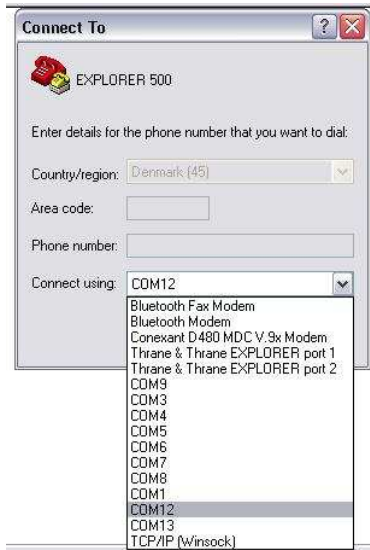 Connect To
EXPLORER 500
Enter details for the phone number that you want to dial:
Country/region: Denmark (45)
Area code:
Phone number:
Connect using: COM12
Bluetooth Fax Modem
Bluetooth Modem
Conexant D480 MDC V.9x Modem
Thrane & Thrane EXPLORER port 1
Thrane & Thrane EXPLORER port 2
COM9
COM3
COM4
COM5
COM6
COM7
COM8
COM1
COM12
COM13
TCP/IP (Winsock)